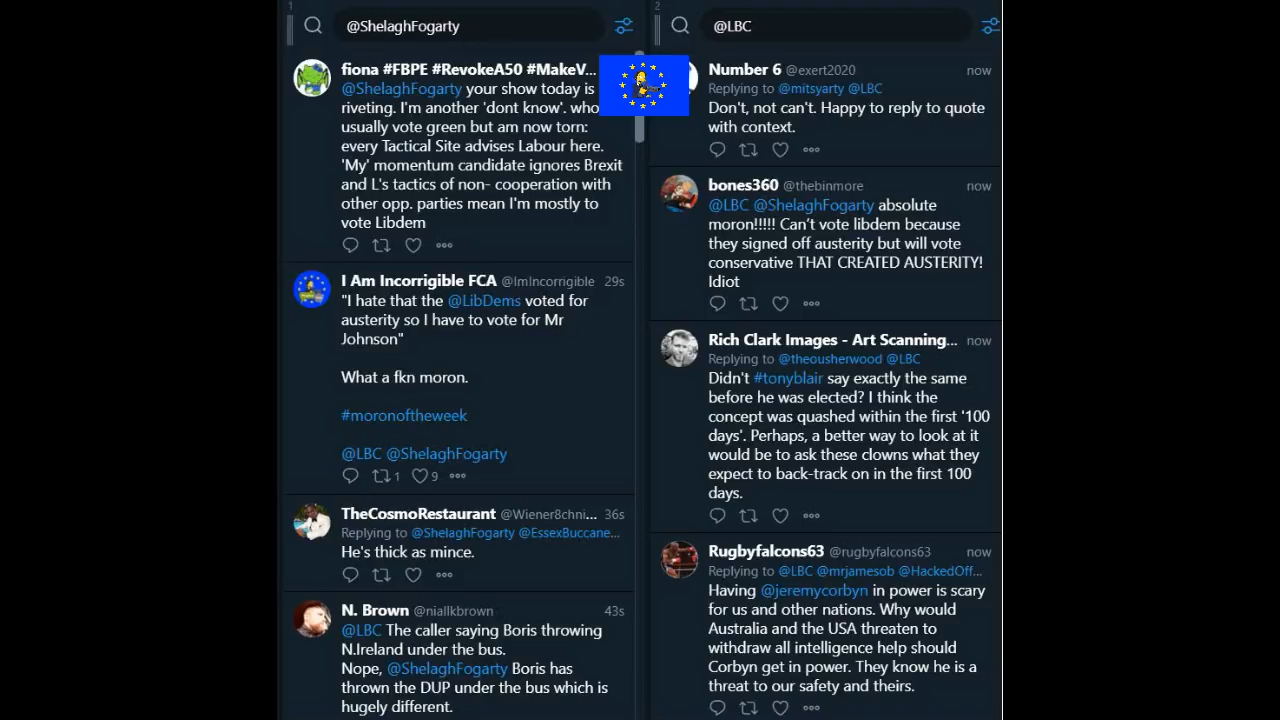 1
@ShelaghFogarty
fiona #FBPE #RevokeA50 #MakeV...
@ShelaghFogarty your show today is
riveting. I'm another 'dont know'. who
usually vote green but am now torn:
every Tactical Site advises Labour here.
'My' momentum candidate ignores Brexit
and L's tactics of non- cooperation with
other opp. parties mean I'm mostly to
vote Libdem
I Am Incorrigible FCA @ImIncorrigible 29s
"I hate that the @LibDems voted for
austerity so I have to vote for Mr
Johnson"
What a fkn moron.
#moronoftheweek
@LBC @ShelaghFogarty
1 9
TheCosmoRestaurant @Wiener8chni... 36s
Replying to @ShelaghFogarty @EssexBuccane...
He's thick as mince.
N. Brown @niallkbrown 43s
@LBC The caller saying Boris throwing
N.Ireland under the bus.
Nope, @ShelaghFogarty Boris has
thrown the DUP under the bus which is
hugely different.
2
@LBC
Number 6 @exert2020 now
Replying to @mitsyarty @LBC
Don't, not can't. Happy to reply to quote
with context.
bones360 @thebinmore now
@LBC @ShelaghFogarty absolute
moron!!!!! Can't vote libdem because
they signed off austerity but will vote
conservative THAT CREATED AUSTERITY!
Idiot
Rich Clark Images - Art Scanning... now
Replying to @theousherwood @LBC
Didn't #tonyblair say exactly the same
before he was elected? I think the
concept was quashed within the first '100
days'. Perhaps, a better way to look at it
would be to ask these clowns what they
expect to back-track on in the first 100
days.
Rugbyfalcons63 @rugbyfalcons63 now
Replying to @LBC @mrjamesob @HackedOff...
Having @jeremycorbyn in power is scary
for us and other nations. Why would
Australia and the USA threaten to
withdraw all intelligence help should
Corbyn get in power. They know he is a
threat to our safety and theirs.